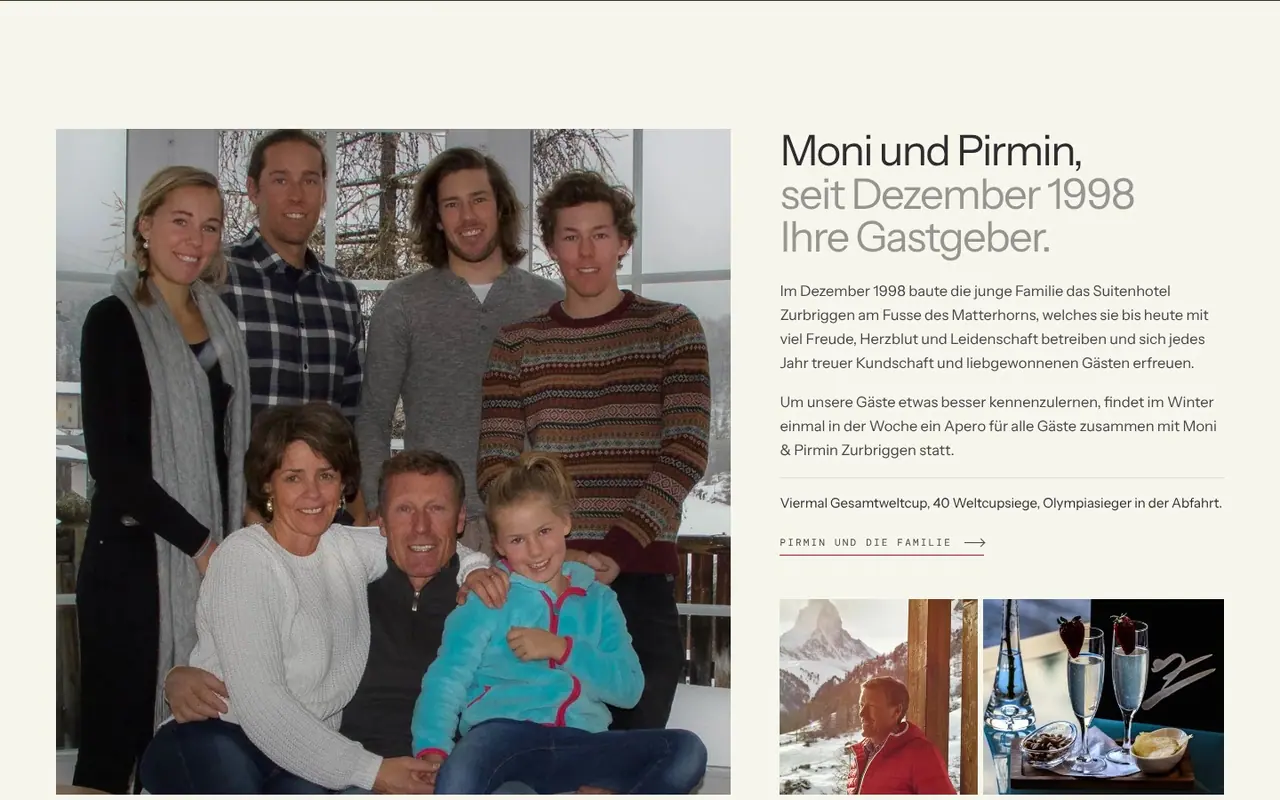 Moni und Pirmin,
seit Dezember 1998
Ihre Gastgeber.
Im Dezember 1998 baute die junge Familie das Suitenhotel
Zurbriggen am Fusse des Matterhorns, welches sie bis heute mit
viel Freude, Herzblut und Leidenschaft betreiben und sich jedes
Jahr treuer Kundschaft und liebgewonnenen Gästen erfreuen.
Um unsere Gäste etwas besser kennenzulernen, findet im Winter
einmal in der Woche ein Apero für alle Gäste zusammen mit Moni
& Pirmin Zurbriggen statt.
Viermal Gesamtweltcup, 40 Weltcupsiege, Olympiasieger in der Abfahrt.
PIRMIN UND DIE FAMILIE